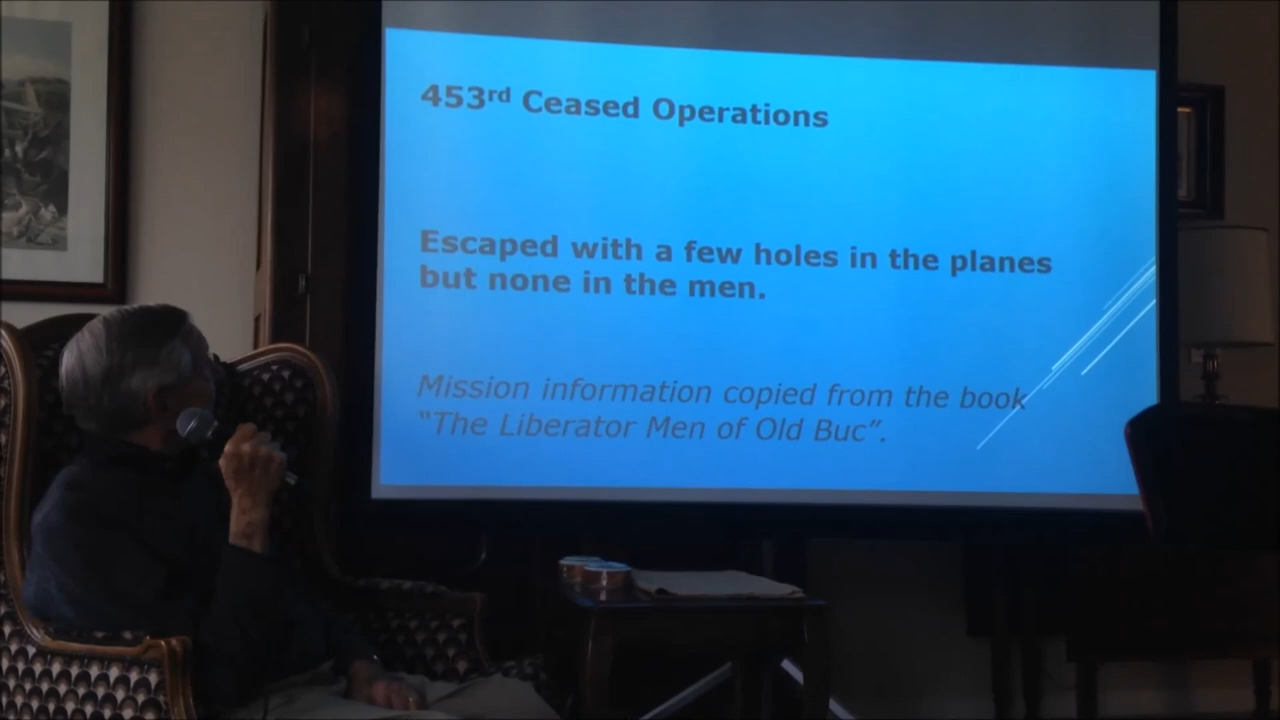 453rd Ceased Operations
Escaped with a few holes in the planes
but none in the men.
Mission information copied from the book
“The Liberator Men of Old Buc”.